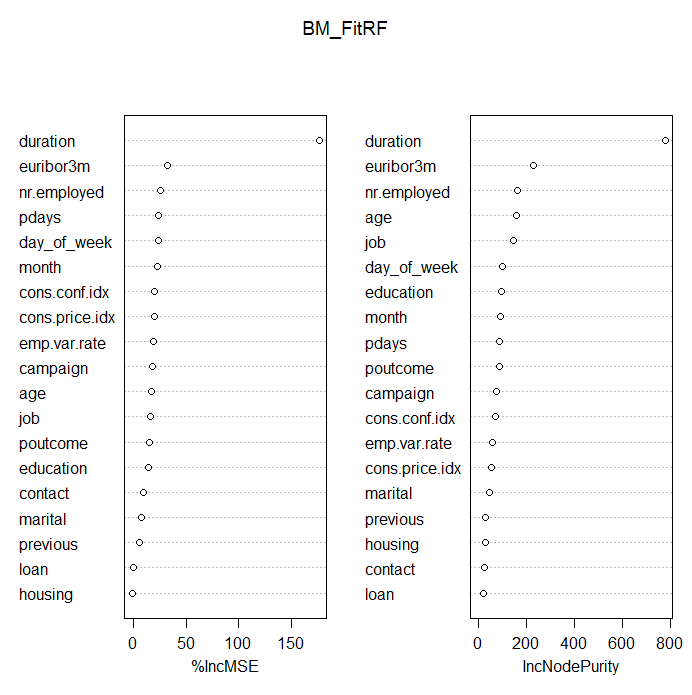 BM_FitRF
duration
euribor3m
nr.employed
pdays
day_of_week
month
cons.conf.idx
cons.price.idx
emp.var.rate
campaign
age
job
poutcome
education
contact
marital
previous
loan
housing
0 50 100 150
%IncMSE
duration
euribor3m
nr.employed
age
job
day_of_week
education
month
pdays
poutcome
campaign
cons.conf.idx
emp.var.rate
cons.price.idx
marital
previous
housing
contact
loan
0 200 400 600 800
IncNodePurity